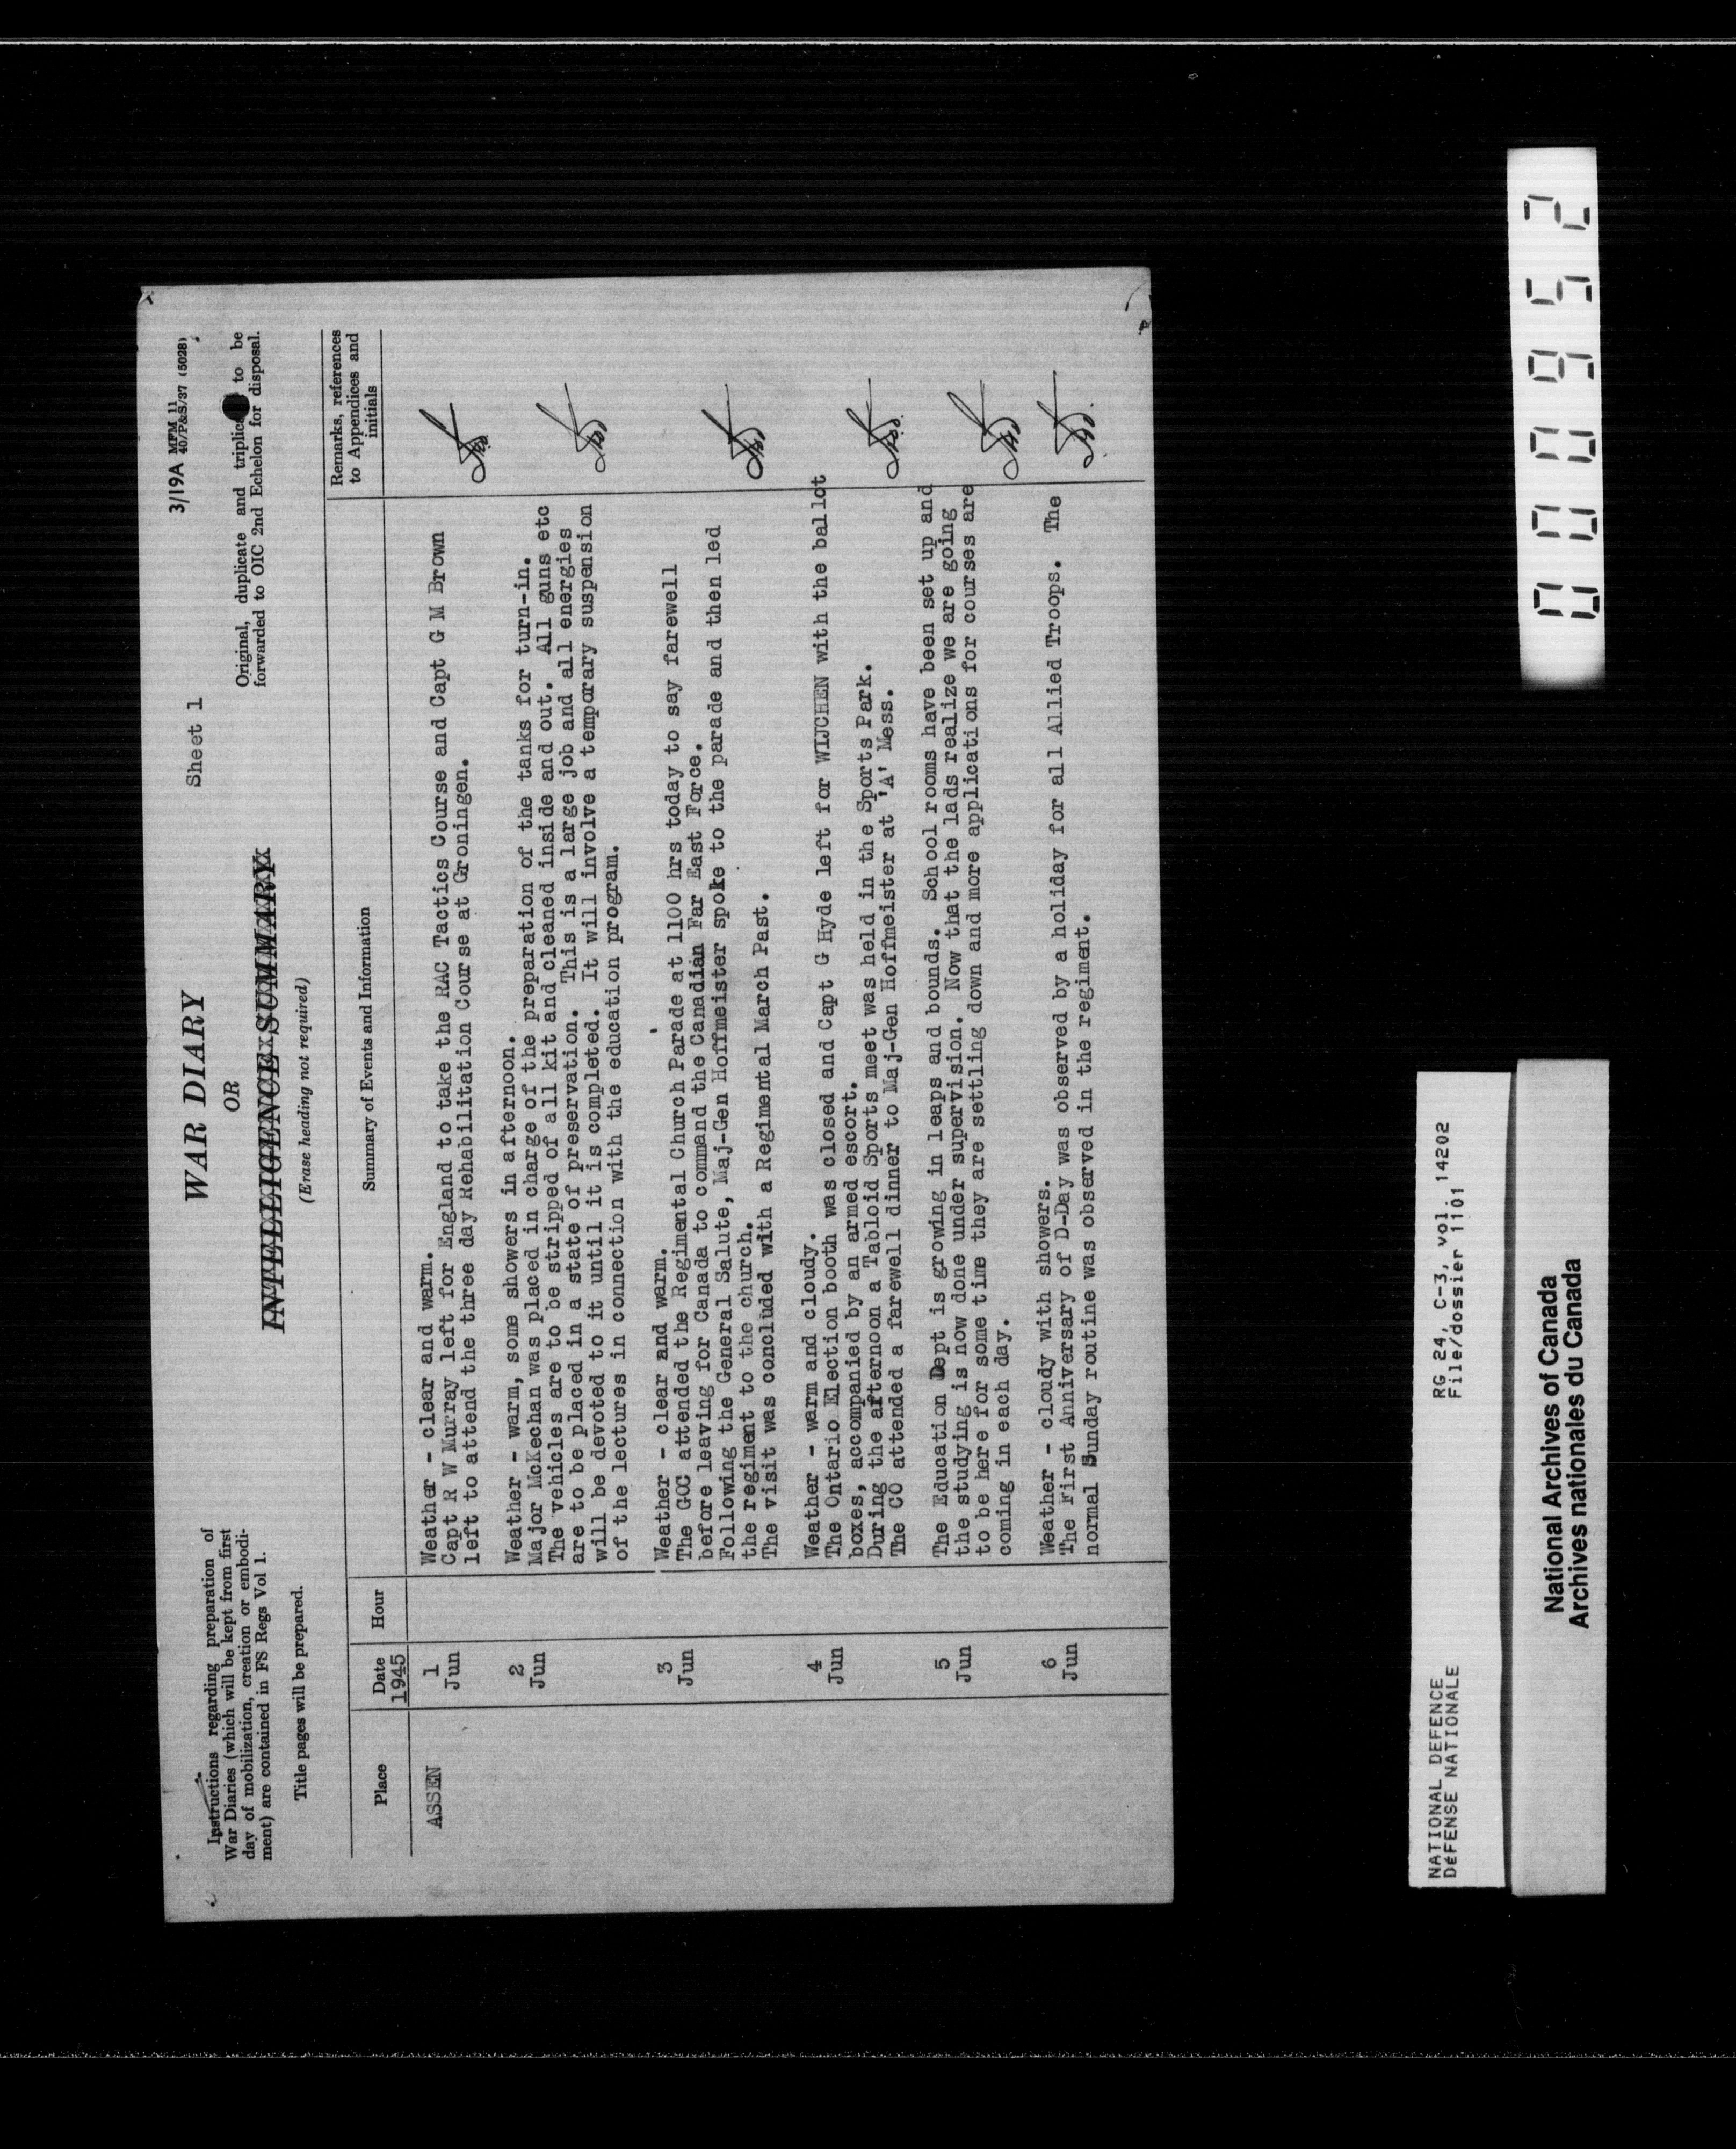 Instructions regarding preparation of
War Diaries (which will be kept from first
day of mobilization, creation or embodi-
ment) are contained in FS Regs Vol 1.
Title pages will be prepared.
WAR DIARY
OR
INTELLIGENCE SUMMARY
(Erase heading not required)
Sheet 1
3/19A MFM 11
40/P&S/37 (5028)
Original, duplicate and triplic to be
forwarded to OIC 2nd Echelon for disposal.
Place
Date
1945
Hour
Summary of Events and Information
Remarks, references
to Appendices and
initials
ASSEN
1
Jun
Weather - clear and warm.
Capt R W Murray left for England to take the RAC Tactics Course and Capt G M Brown
left to attend the three day Rehabilitation Course at Groningen.
2
Jun
Weather - warm, some showers in afternoon.
Major McKechan was placed in charge of the preparation of the tanks for turn-in.
The vehicles are to be stripped of all kit and cleaned inside and out. All guns etc
are to be placed in a state of preservation. This is a large job and all energies
will be devoted to it until it is completed. It will involve a temporary suspension
of the lectures in connection with the education program.
3
Jun
Weather - clear and warm.
The GOC attended the Regimental Church Parade at 1100 hrs today to say farewell
before leaving for Canada to command the Canadian Far East Force.
Following the General Salute, Maj-Gen Hoffmeister spoke to the parade and then led
the regiment to the church.
The visit was concluded with a Regimental March Past.
4
Jun
Weather - warm and cloudy.
The Ontario Election booth was closed and Capt G Hyde left for WIJCHEN with the ballot
boxes, accompanied by an armed escort.
During the afternoon a Tabloid Sports meet was held in the Sports Park.
The CO attended a farewell dinner to Maj-Gen Hoffmeister at 'A' Mess.
5
Jun
The Education Dept is growing in leaps and bounds. School rooms have been set up and
the studying is now done under supervision. Now that the lads realize we are going
to be here for some time they are settling down and more applications for courses are
coming in each day.
6
Jun
Weather - cloudy with showers.
The First Anniversary of D-Day was observed by a holiday for all Allied Troops. The
normal Sunday routine was observed in the regiment.
NATIONAL DEFENCE
DéFENSE NATIONALE
RG 24, C-3, vol. 14202
File/dossier 1101
National Archives of Canada
Archives nationales du Canada
00952